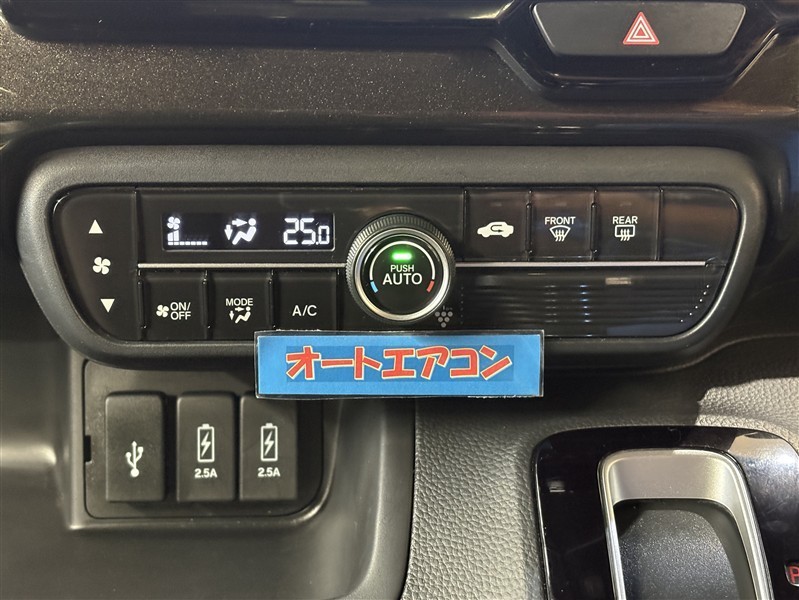 25.0
PUSH
AUTO
FRONT
REAR
ON/
OFF
MODE
A/C
オートエアコン
2.5A
2.5A
P